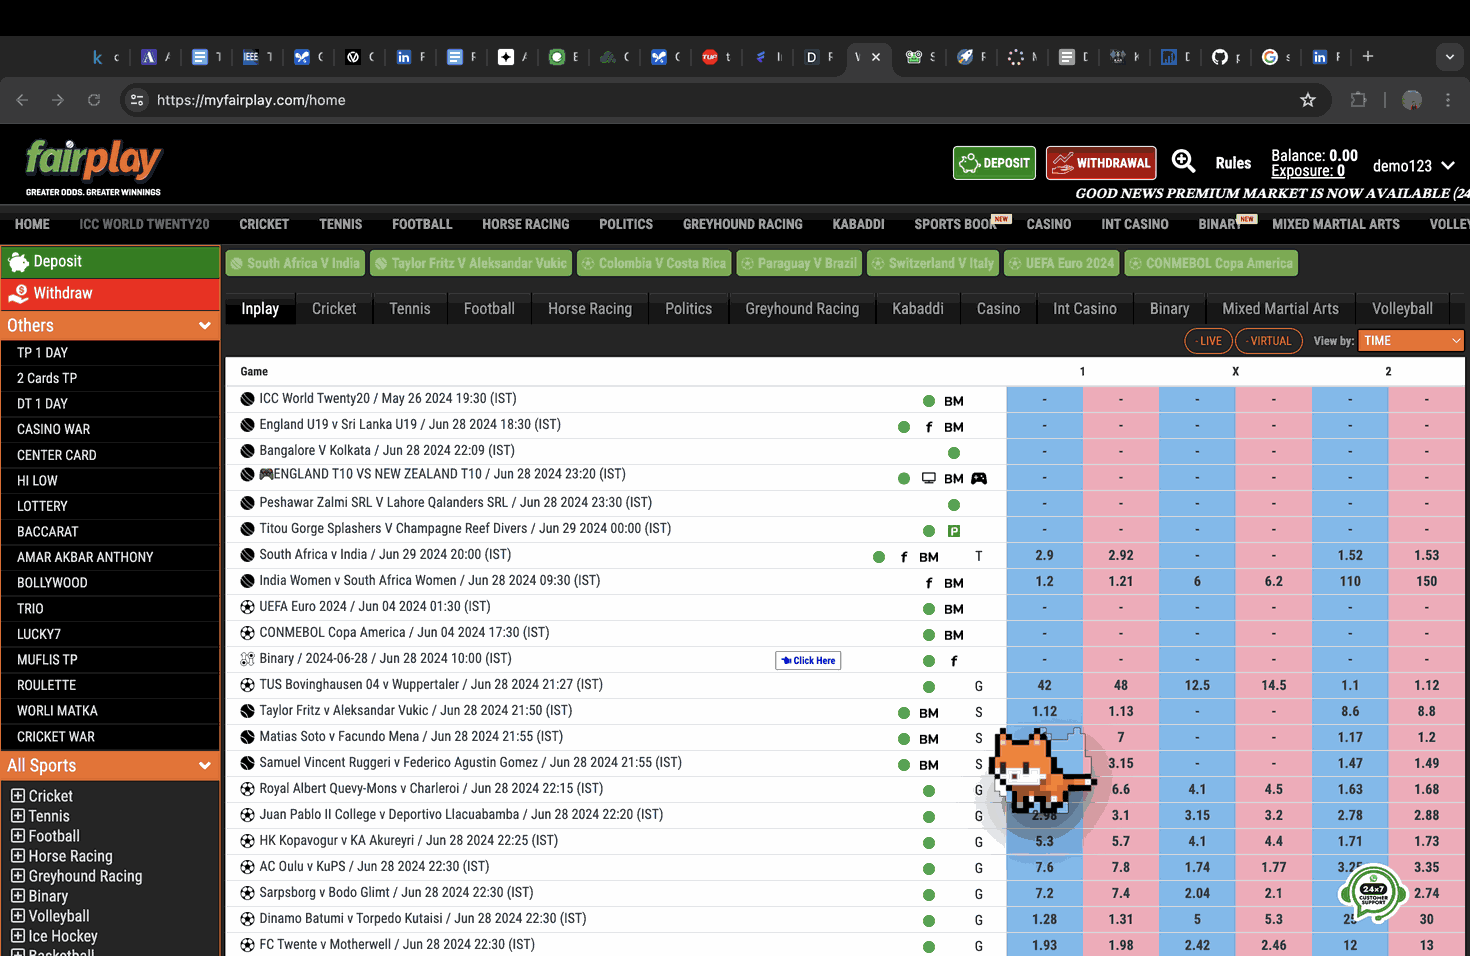 https://myfairplay.com/home
fairplay
GREATER ODDS. GREATER WINNINGS
DEPOSIT
WITHDRAWAL
Rules
Balance: 0.00
Exposure: 0
demo123
GOOD NEWS PREMIUM MARKET IS NOW AVAILABLE (24
HOME ICC WORLD TWENTY20 CRICKET TENNIS FOOTBALL HORSE RACING POLITICS GREYHOUND RACING KABADDI SPORTS BOOK NEW CASINO INT CASINO BINARY NEW MIXED MARTIAL ARTS VOLLEY
Deposit
Withdraw
Others
TP 1 DAY
2 Cards TP
DT 1 DAY
CASINO WAR
CENTER CARD
HI LOW
LOTTERY
BACCARAT
AMAR AKBAR ANTHONY
BOLLYWOOD
TRIO
LUCKY7
MUFLIS TP
ROULETTE
WORLI MATKA
CRICKET WAR
All Sports
Cricket
Tennis
Football
Horse Racing
Greyhound Racing
Binary
Volleyball
Ice Hockey
Basketball
South Africa V India Taylor Fritz V Aleksandar Vukic Colombia V Costa Rica Paraguay V Brazil Switzerland V Italy UEFA Euro 2024 CONMEBOL Copa America
Inplay Cricket Tennis Football Horse Racing Politics Greyhound Racing Kabaddi Casino Int Casino Binary Mixed Martial Arts Volleyball
- LIVE - VIRTUAL View by: TIME
Game 1 X 2
ICC World Twenty20 / May 26 2024 19:30 (IST) BM - - - - - -
England U19 v Sri Lanka U19 / Jun 28 2024 18:30 (IST) f BM - - - - - -
Bangalore V Kolkata / Jun 28 2024 22:09 (IST) - - - - - -
ENGLAND T10 VS NEW ZEALAND T10 / Jun 28 2024 23:20 (IST) BM - - - - - -
Peshawar Zalmi SRL V Lahore Qalanders SRL / Jun 28 2024 23:30 (IST) - - - - - -
Titou Gorge Splashers V Champagne Reef Divers / Jun 29 2024 00:00 (IST) P - - - - - -
South Africa v India / Jun 29 2024 20:00 (IST) f BM T 2.9 2.92 - - 1.52 1.53
India Women v South Africa Women / Jun 28 2024 09:30 (IST) f BM 1.2 1.21 6 6.2 110 150
UEFA Euro 2024 / Jun 04 2024 01:30 (IST) BM - - - - - -
CONMEBOL Copa America / Jun 04 2024 17:30 (IST) BM - - - - - -
Binary / 2024-06-28 / Jun 28 2024 10:00 (IST) Click Here f - - - - - -
TUS Bovinghausen 04 v Wuppertaler / Jun 28 2024 21:27 (IST) G 42 48 12.5 14.5 1.1 1.12
Taylor Fritz v Aleksandar Vukic / Jun 28 2024 21:50 (IST) BM S 1.12 1.13 - - 8.6 8.8
Matias Soto v Facundo Mena / Jun 28 2024 21:55 (IST) BM S 7 - - 1.17 1.2
Samuel Vincent Ruggeri v Federico Agustin Gomez / Jun 28 2024 21:55 (IST) BM S 3.15 - - 1.47 1.49
Royal Albert Quevy-Mons v Charleroi / Jun 28 2024 22:15 (IST) G 6.6 4.1 4.5 1.63 1.68
Juan Pablo II College v Deportivo Llacuabamba / Jun 28 2024 22:20 (IST) G 2.98 3.1 3.15 3.2 2.78 2.88
HK Kopavogur v KA Akureyri / Jun 28 2024 22:25 (IST) G 5.3 5.7 4.1 4.4 1.71 1.73
AC Oulu v KuPS / Jun 28 2024 22:30 (IST) G 7.6 7.8 1.74 1.77 3.35
Sarpsborg v Bodo Glimt / Jun 28 2024 22:30 (IST) G 7.2 7.4 2.04 2.1 2.74
Dinamo Batumi v Torpedo Kutaisi / Jun 28 2024 22:30 (IST) G 1.28 1.31 5 5.3 30
FC Twente v Motherwell / Jun 28 2024 22:30 (IST) G 1.93 1.98 2.42 2.46 12 13
24x7
CUSTOMER
SUPPORT